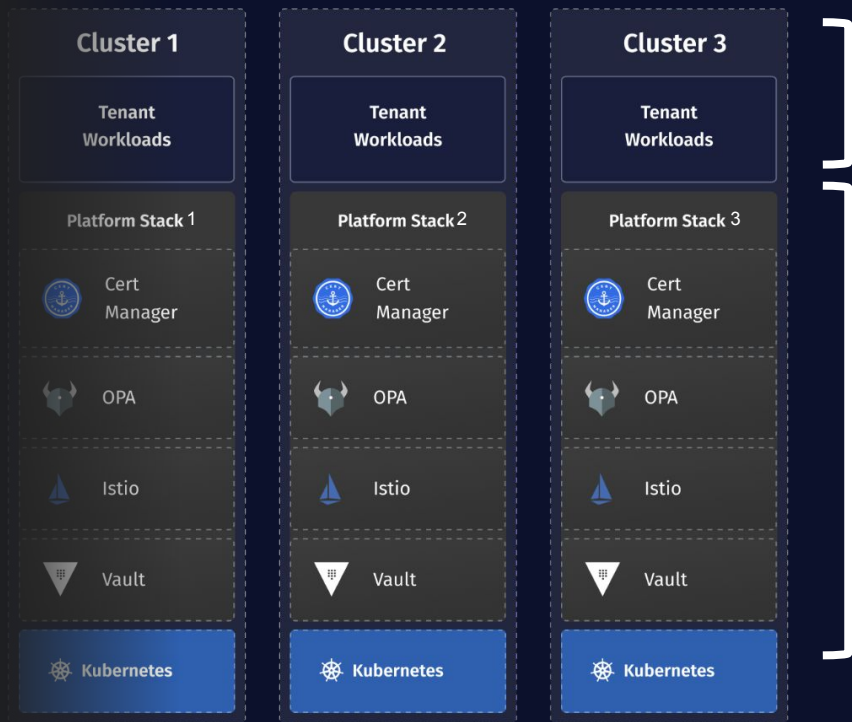 Cluster 1
Tenant
Workloads
Platform Stack 1
Cert
Manager
OPA
Istio
Vault
Kubernetes
Cluster 2
Tenant
Workloads
Platform Stack 2
Cert
Manager
OPA
Istio
Vault
Kubernetes
Cluster 3
Tenant
Workloads
Platform Stack 3
Cert
Manager
OPA
Istio
Vault
Kubernetes